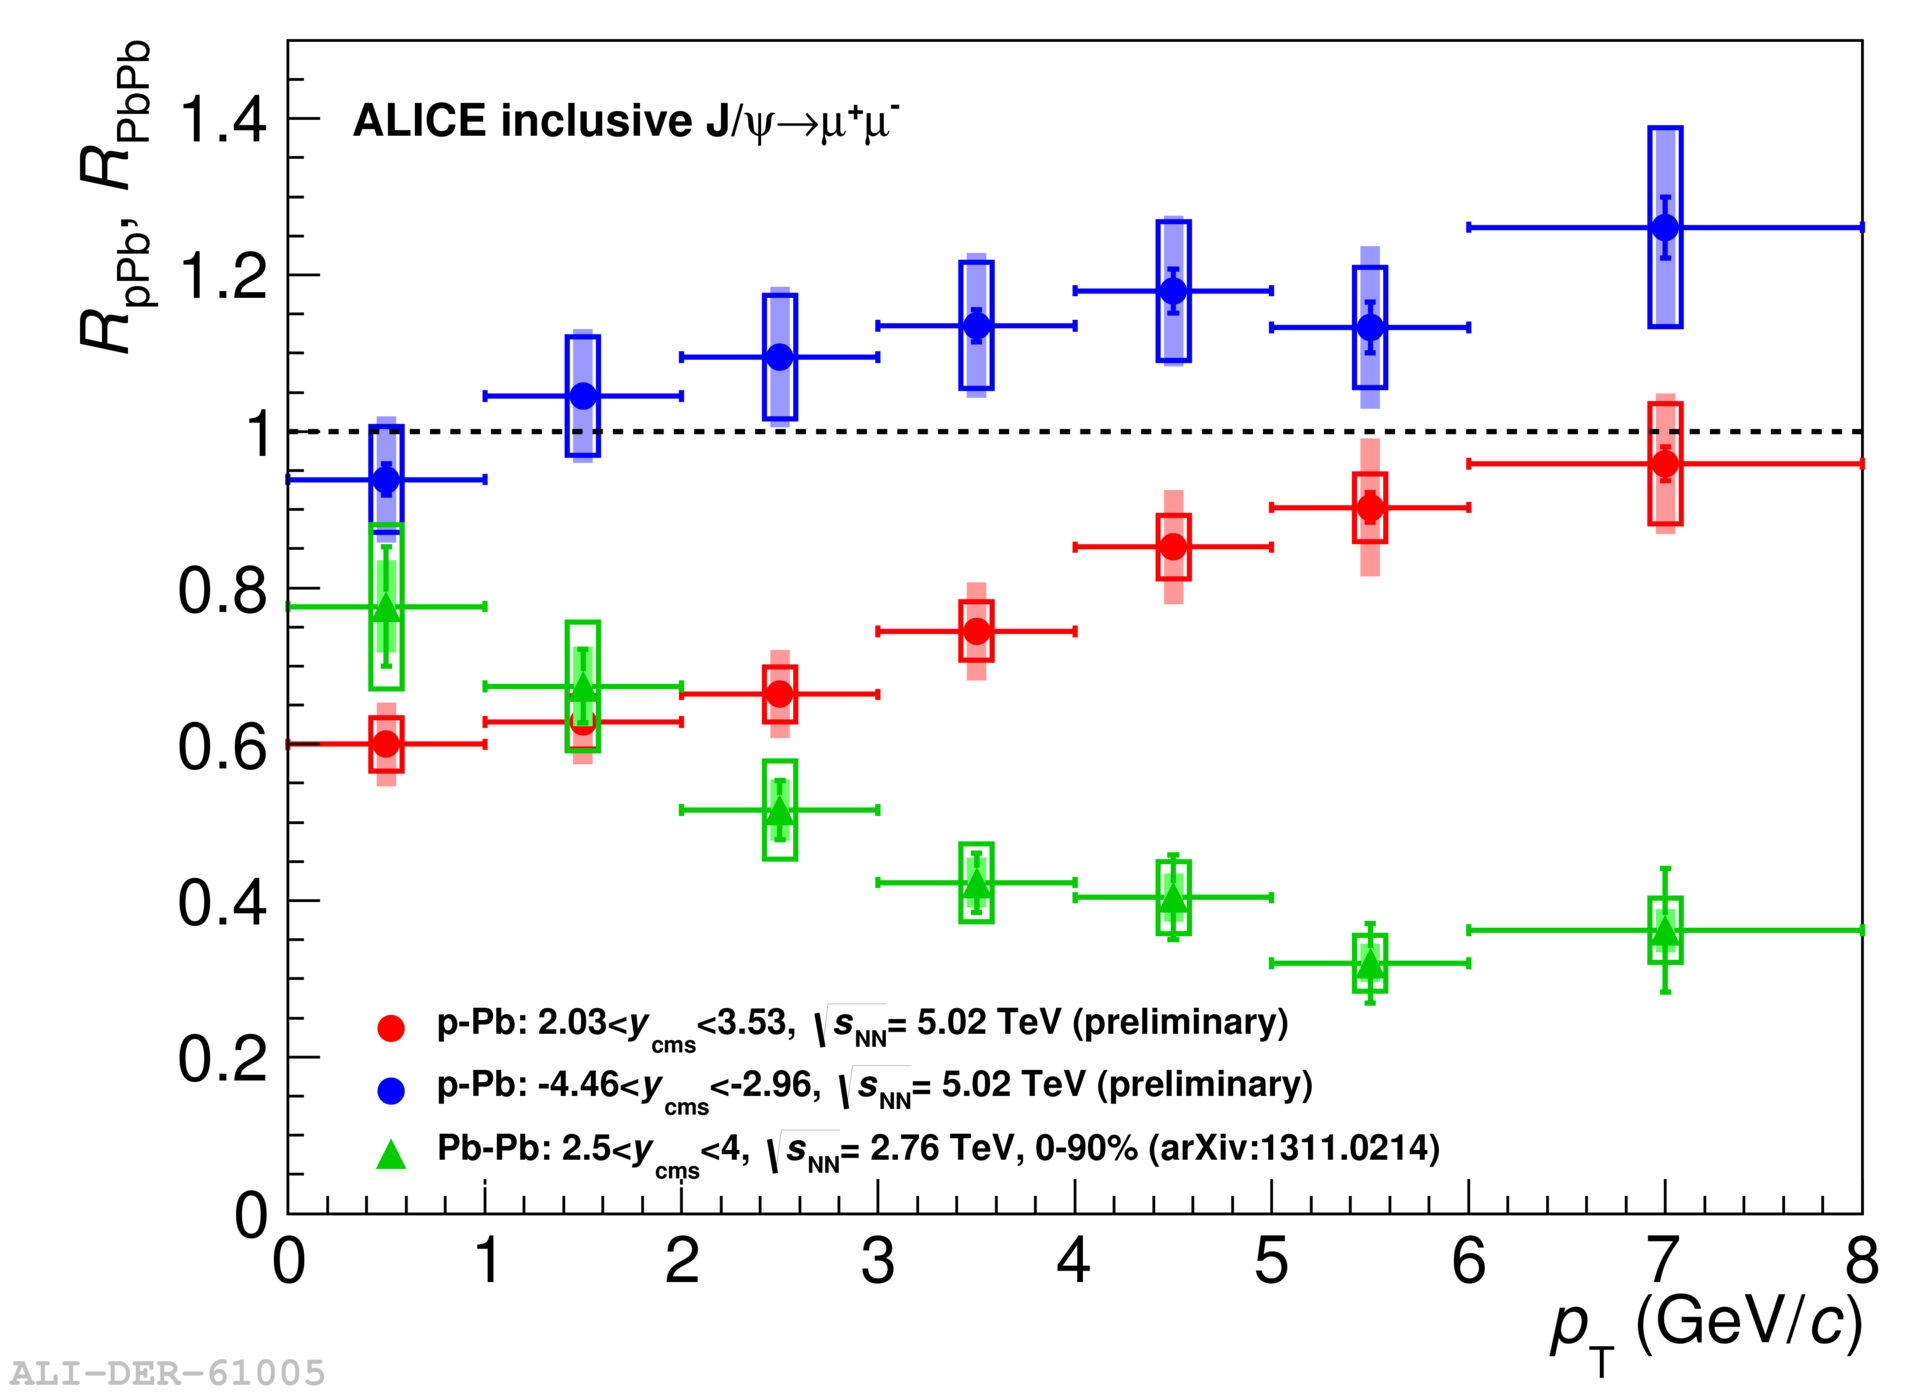 R_pPb, R_PbPb
ALICE inclusive J/ψ→μ⁺μ⁻
1.4
1.2
1
0.8
0.6
0.4
0.2
0
p-Pb: 2.03<y_cms<3.53, √s_NN= 5.02 TeV (preliminary)
p-Pb: -4.46<y_cms<-2.96, √s_NN= 5.02 TeV (preliminary)
Pb-Pb: 2.5<y_cms<4, √s_NN= 2.76 TeV, 0-90% (arXiv:1311.0214)
0 1 2 3 4 5 6 7 8
p_T (GeV/c)
ALI-DER-61005